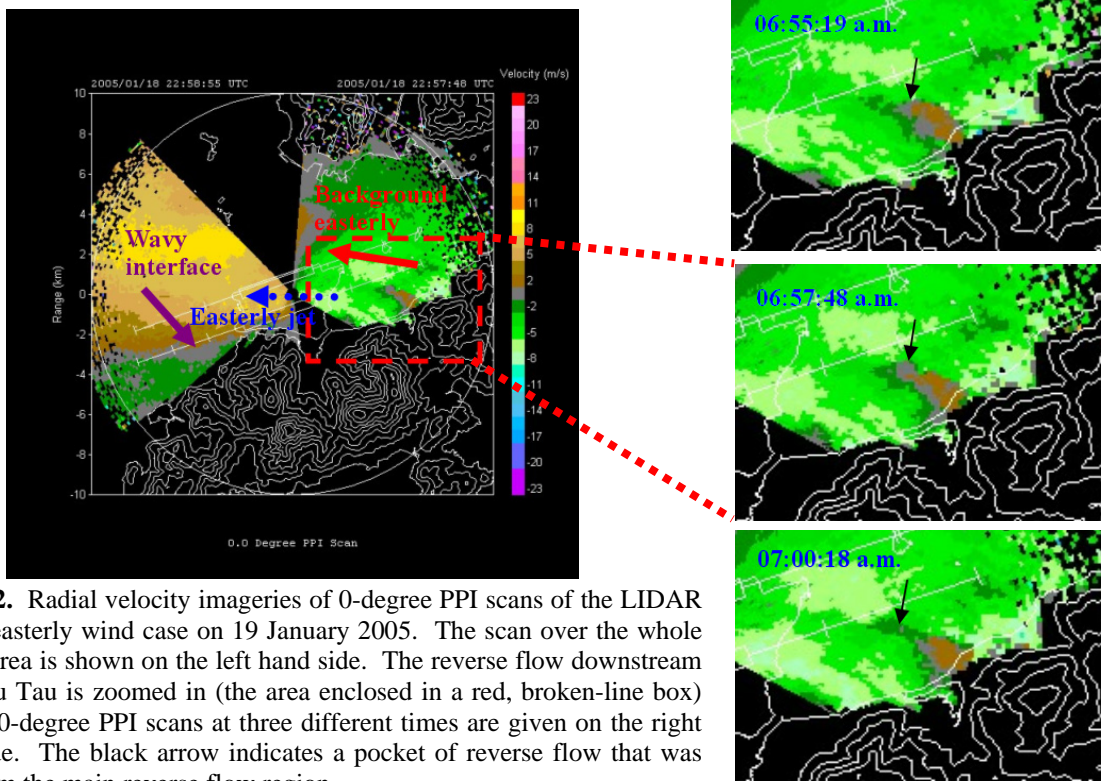 2005/01/18 22:58:55 UTC
2005/01/18 22:57:48 UTC
Velocity (m/s)
10
8
6
4
2
0
-2
-4
-6
-8
-10
Range (km)
23
20
17
14
11
8
5
2
-2
-5
-8
-11
-14
-17
-20
-23
Background
easterly
Wavy
interface
Easterly jet
0.0 Degree PPI Scan
06:55:19 a.m.
06:57:48 a.m.
07:00:18 a.m.
2. Radial velocity imageries of 0-degree PPI scans of the LIDAR
easterly wind case on 19 January 2005. The scan over the whole
rea is shown on the left hand side. The reverse flow downstream
u Tau is zoomed in (the area enclosed in a red, broken-line box)
0-degree PPI scans at three different times are given on the right
e. The black arrow indicates a pocket of reverse flow that was
m the main reverse flow region